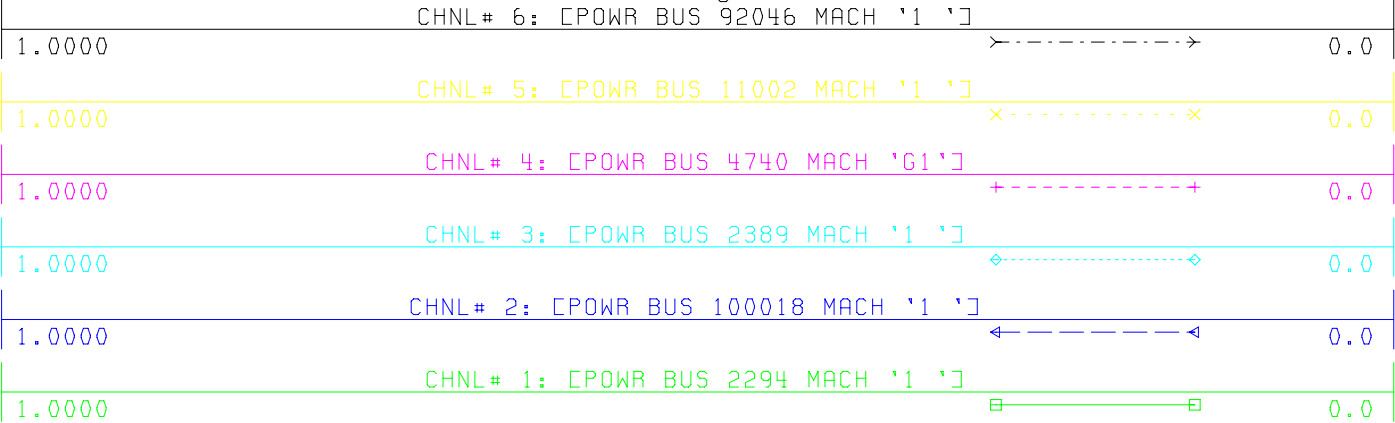 CHNL# 6: [POWR BUS 92046 MACH '1 ']
1.0000 0.0
CHNL# 5: [POWR BUS 11002 MACH '1 ']
1.0000 0.0
CHNL# 4: [POWR BUS 4740 MACH 'G1']
1.0000 0.0
CHNL# 3: [POWR BUS 2389 MACH '1 ']
1.0000 0.0
CHNL# 2: [POWR BUS 100018 MACH '1 ']
1.0000 0.0
CHNL# 1: [POWR BUS 2294 MACH '1 ']
1.0000 0.0